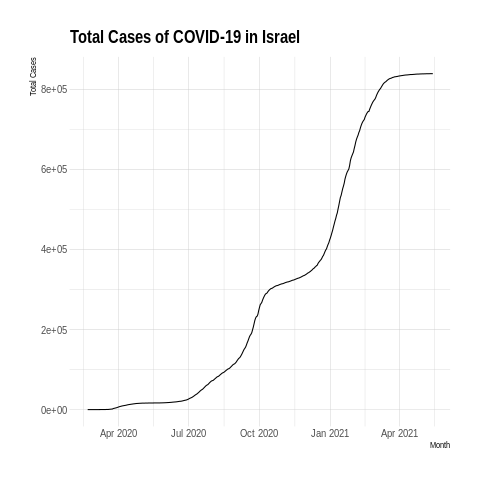 Total Cases of COVID-19 in Israel
Total Cases
8e+05
6e+05
4e+05
2e+05
0e+00
Apr 2020 Jul 2020 Oct 2020 Jan 2021 Apr 2021
Month